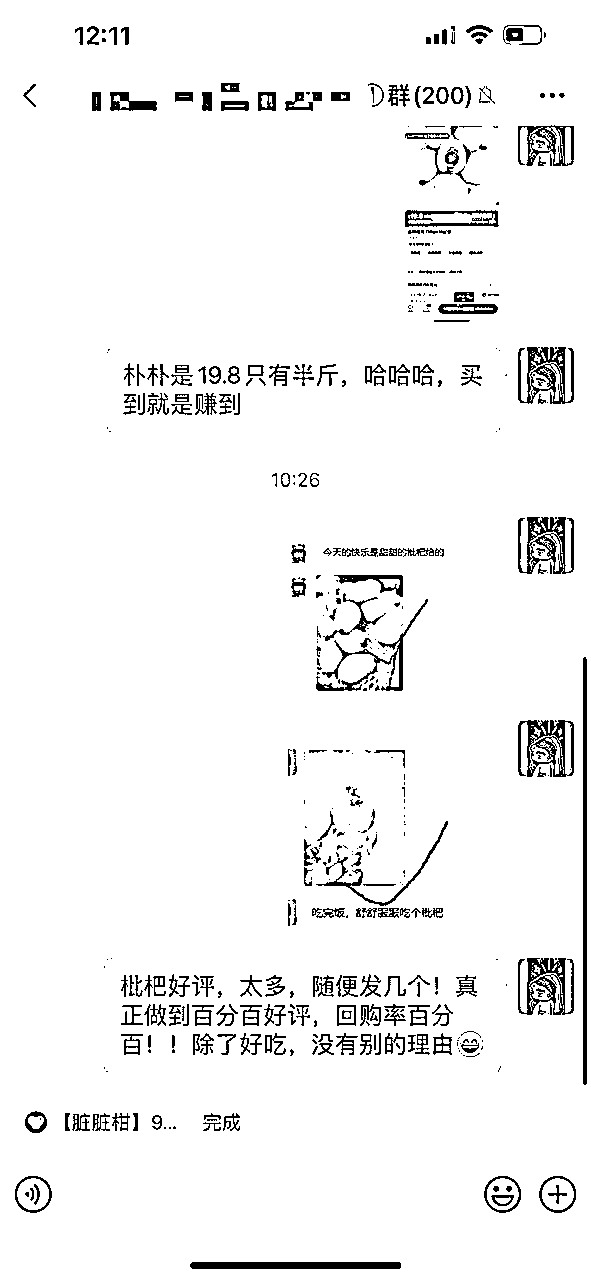 12:11
群(200)
朴朴是19.8只有半斤，哈哈哈，买
到就是赚到
10:26
今天的快乐是甜甜的枇杷给的
吃完饭，舒舒服服吃个枇杷
枇杷好评，太多，随便发几个！真
正做到百分百好评，回购率百分
百！！除了好吃，没有别的理由
【脏脏柑】9... 完成